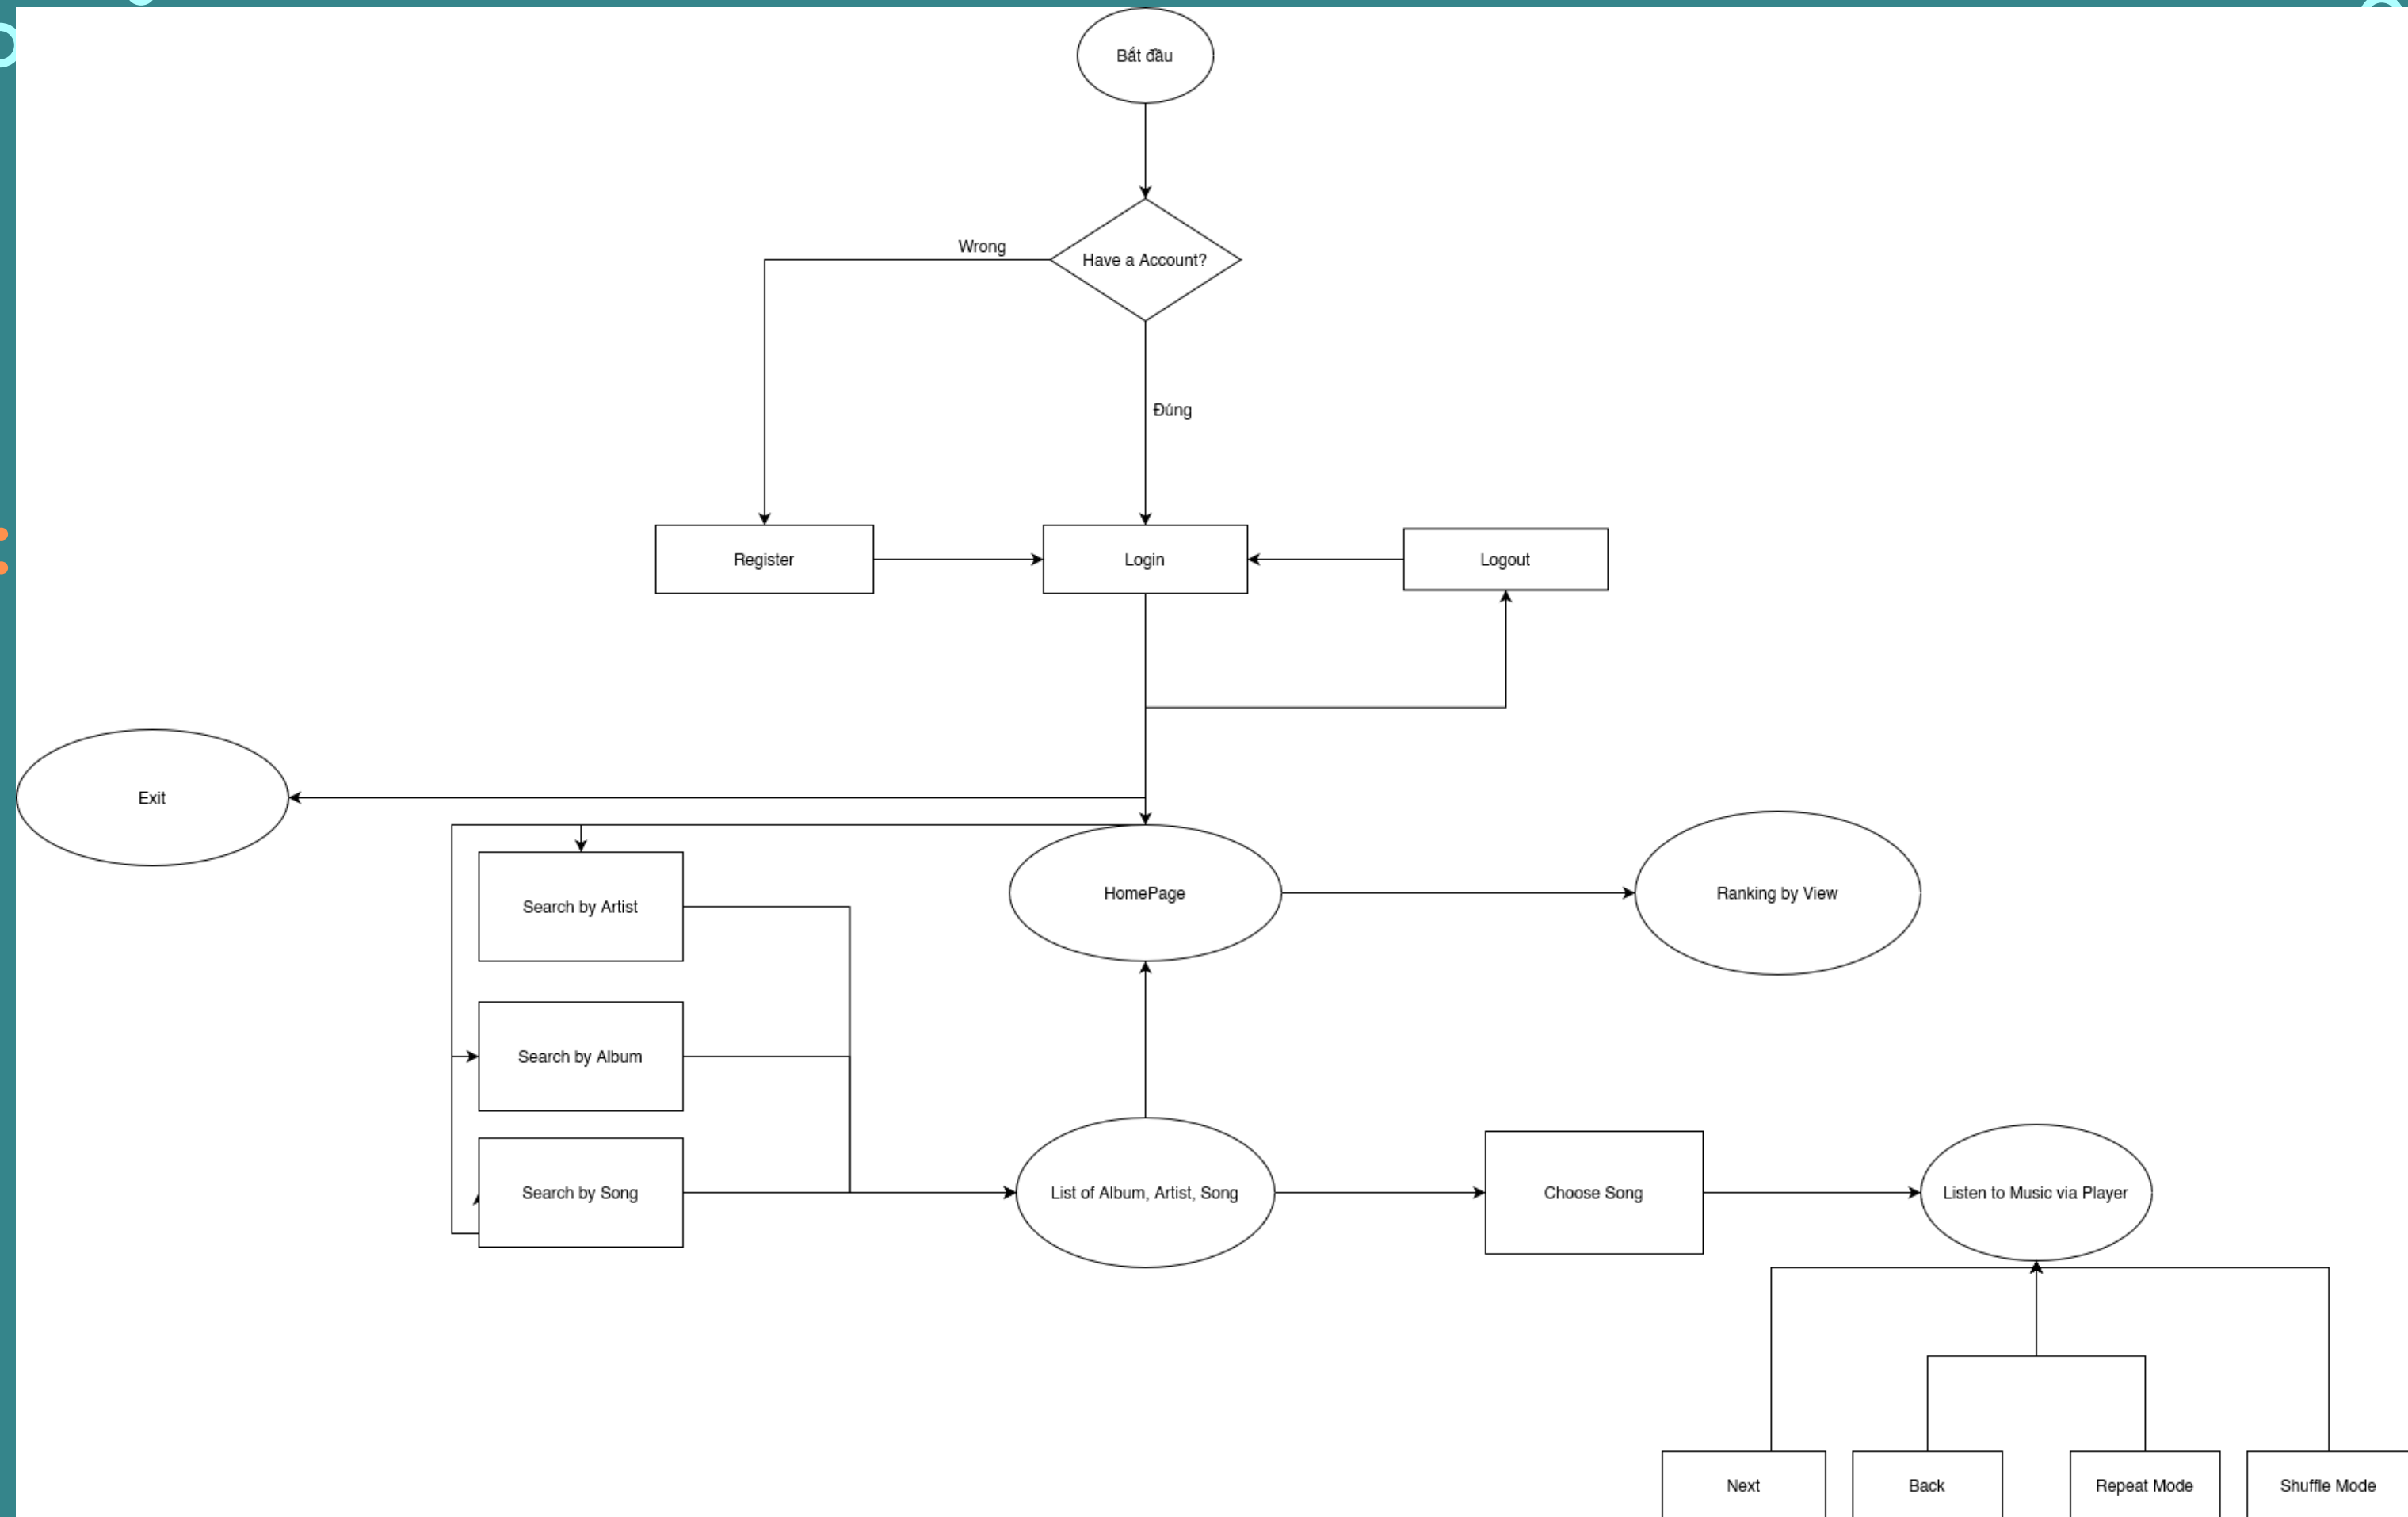 Bắt đầu
Have a Account?
Wrong
Đúng
Register
Login
Logout
Exit
HomePage
Ranking by View
Search by Artist
Search by Album
Search by Song
List of Album, Artist, Song
Choose Song
Listen to Music via Player
Next
Back
Repeat Mode
Shuffle Mode